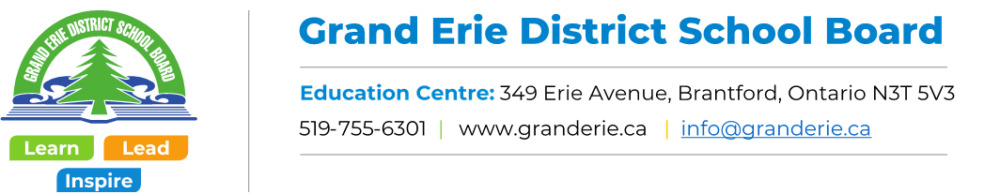 GRAND ERIE DISTRICT SCHOOL BOARD
Learn
Lead
Inspire
Grand Erie District School Board
Education Centre: 349 Erie Avenue, Brantford, Ontario N3T 5V3
519-755-6301 | www.granderie.ca | info@granderie.ca